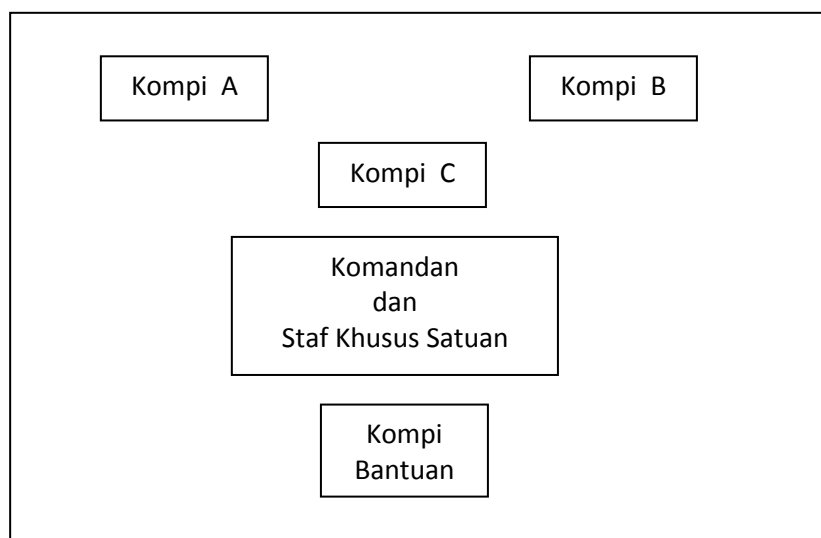 Kompi A
Kompi B
Kompi C
Komandan
dan
Staf Khusus Satuan
Kompi
Bantuan